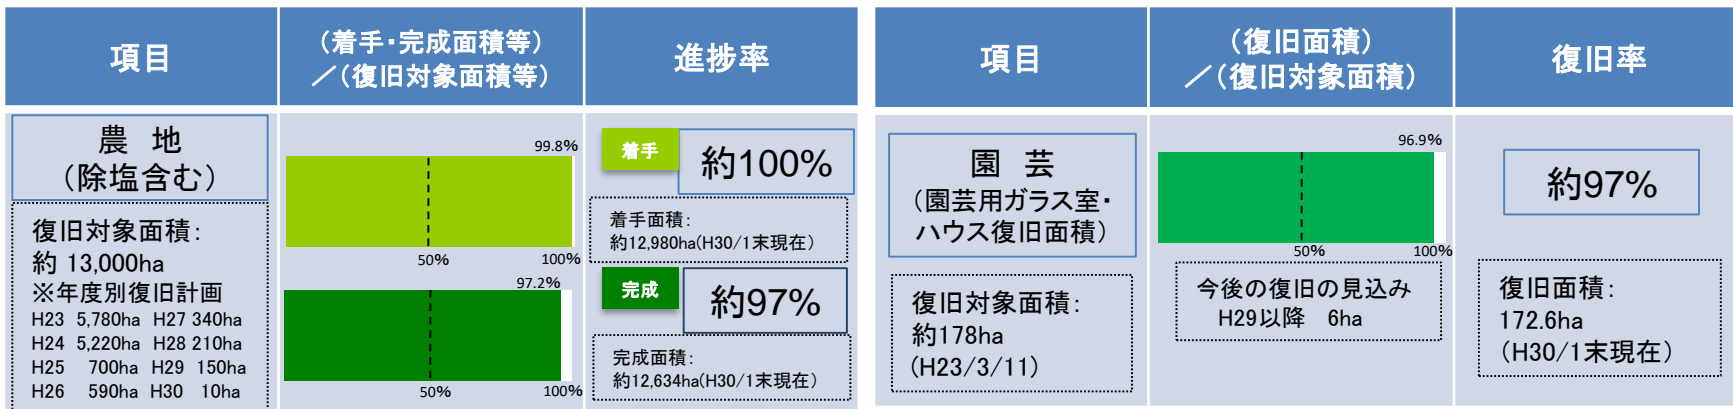 項目
（着手・完成面積等）
／（復旧対象面積等）
進捗率
農 地
（除塩含む）
復旧対象面積：
約 13,000ha
※年度別復旧計画
H23 5,780ha H27 340ha
H24 5,220ha H28 210ha
H25 700ha H29 150ha
H26 590ha H30 10ha
99.8%
50% 100%
97.2%
50% 100%
着手
約100%
着手面積：
約12,980ha(H30/1末現在）
完成
約97%
完成面積：
約12,634ha(H30/1末現在）
項目
（復旧面積）
／（復旧対象面積）
復旧率
園 芸
（園芸用ガラス室・
ハウス復旧面積）
復旧対象面積：
約178ha
(H23/3/11)
96.9%
50% 100%
今後の復旧の見込み
H29以降 6ha
約97%
復旧面積：
172.6ha
（H30/1末現在）